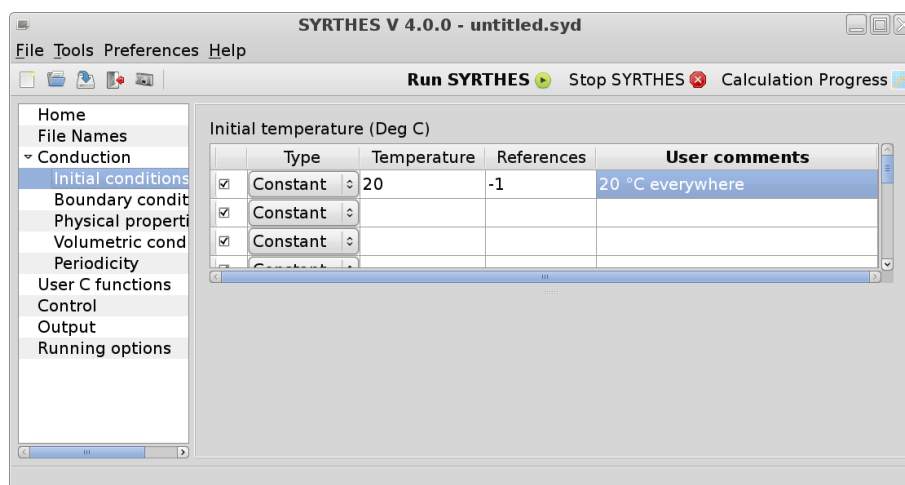 SYRTHES V 4.0.0 - untitled.syd
File Tools Preferences Help
Run SYRTHES Stop SYRTHES Calculation Progress
Home
File Names
Conduction
Initial conditions
Boundary condit
Physical properti
Volumetric cond
Periodicity
User C functions
Control
Output
Running options
Initial temperature (Deg C)
Type Temperature References User comments
Constant 20 -1 20 °C everywhere
Constant
Constant
Constant